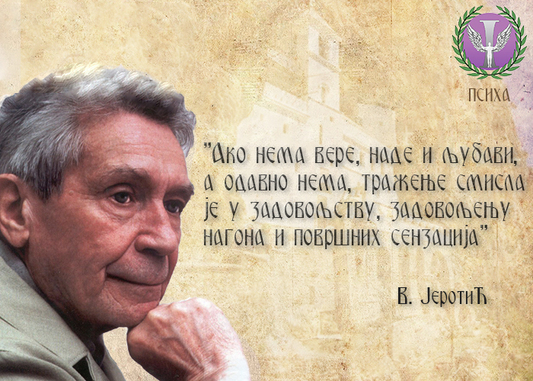 ПСИХА
"Ако нема вере, наде и љубави,
а одавно нема, тражење смисла
је у задовољству, задовољењу
нагона и површних сензација"
В. Јеротић